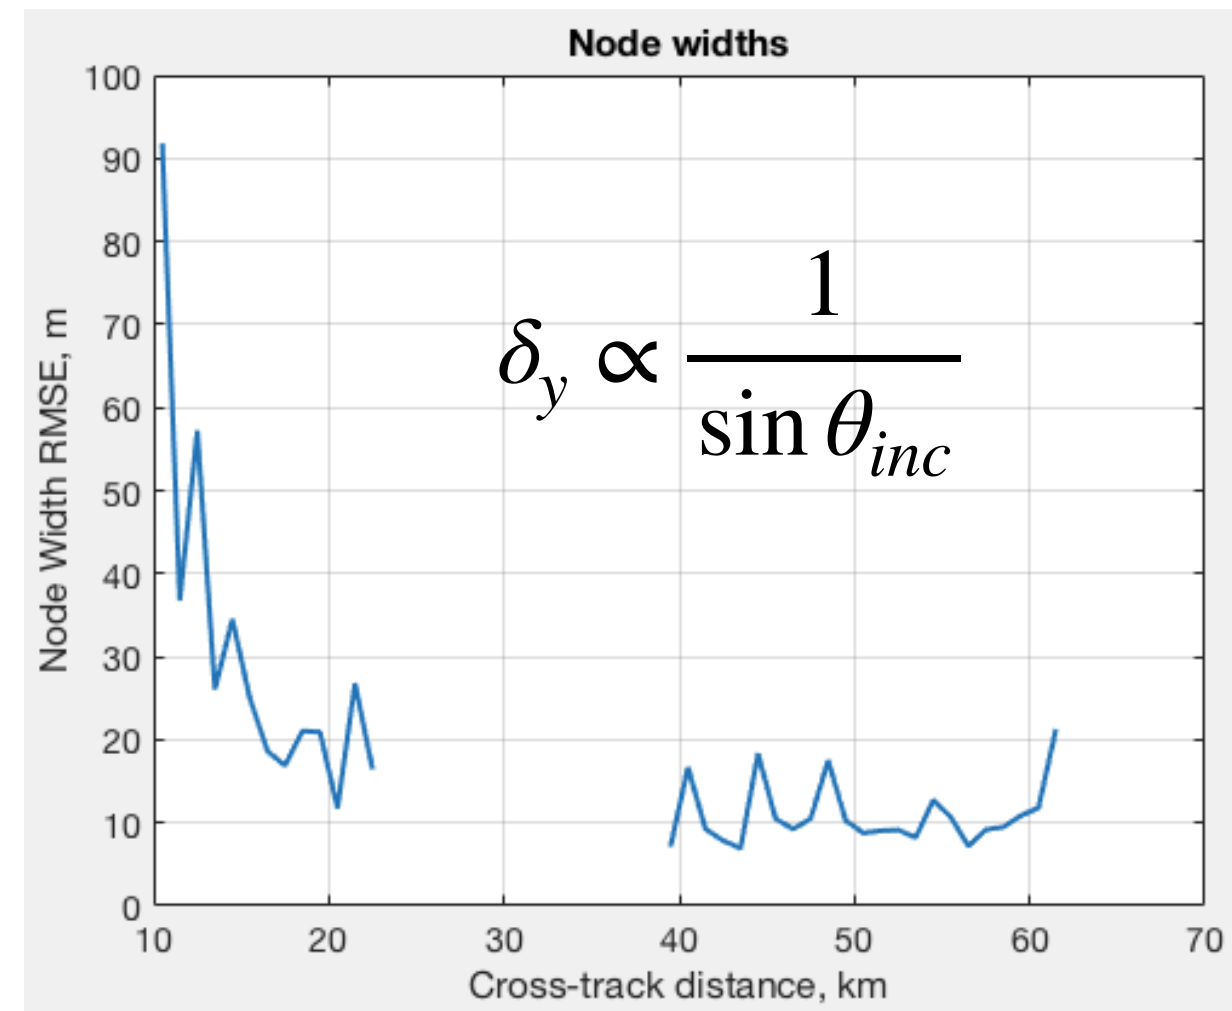 Node widths
100
90
80
70
60
50
40
30
20
10
0
Node Width RMSE, m
δ_y ∝ 1 / sin θ_inc
10 20 30 40 50 60 70
Cross-track distance, km